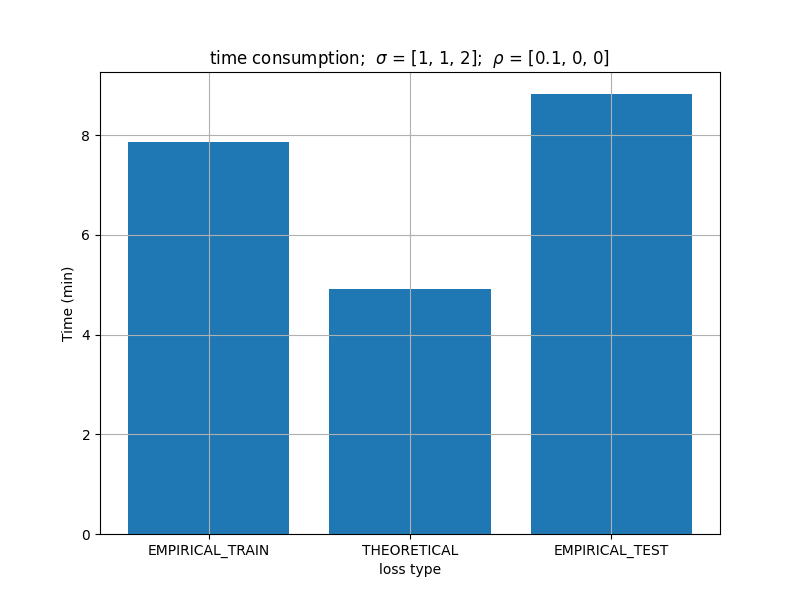 time consumption;  σ = [1, 1, 2];  ρ = [0.1, 0, 0]
Time (min)
8
6
4
2
0
EMPIRICAL_TRAIN THEORETICAL EMPIRICAL_TEST
loss type